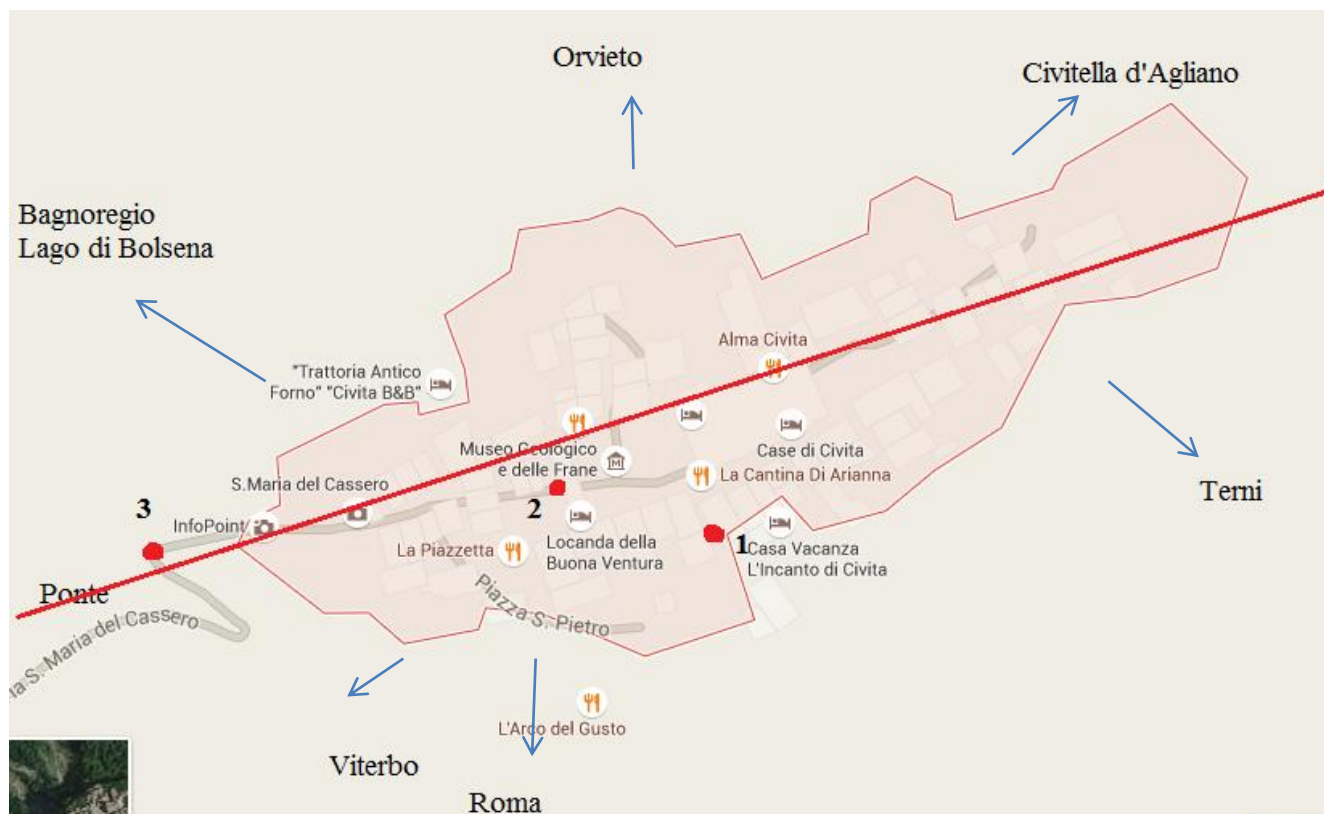 Orvieto
Civitella d'Agliano
Bagnoregio
Lago di Bolsena
Alma Civita
"Trattoria Antico
Forno" "Civita B&B"
Museo Geologico
e delle Frane
Case di Civita
La Cantina Di Arianna
S.Maria del Cassero
Terni
3
InfoPoint
2
1
La Piazzetta
Locanda della
Buona Ventura
Casa Vacanza
L'Incanto di Civita
Ponte
Piazza S. Pietro
S. Maria del Cassero
L'Arco del Gusto
Viterbo
Roma